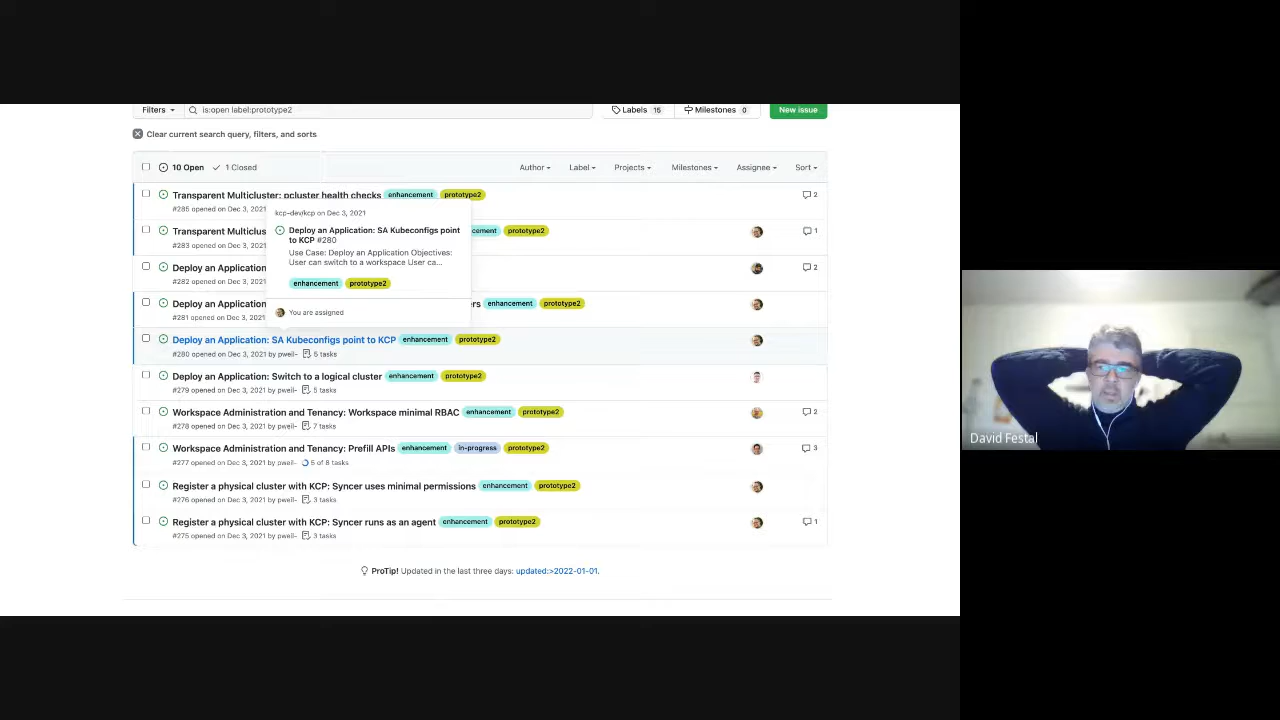 Filters
is:open label:prototype2
Labels 15
Milestones 0
New issue
Clear current search query, filters, and sorts
10 Open
1 Closed
Author
Label
Projects
Milestones
Assignee
Sort
Transparent Multicluster: pcluster health checks enhancement prototype2
2
#285 opened on Dec 3, 2021
kcp-dev/kcp on Dec 3, 2021
Deploy an Application: SA Kubeconfigs point
to KCP #280
Use Case: Deploy an Application Objectives:
User can switch to a workspace User ca...
enhancement prototype2
You are assigned
Transparent Multiclus
cement prototype2
1
#283 opened on Dec 3, 2021
Deploy an Application
2
#282 opened on Dec 3, 2021
Deploy an Application
rs enhancement prototype2
#281 opened on Dec 3, 2021
Deploy an Application: SA Kubeconfigs point to KCP enhancement prototype2
#280 opened on Dec 3, 2021 by pweil- 5 tasks
Deploy an Application: Switch to a logical cluster enhancement prototype2
#279 opened on Dec 3, 2021 by pweil- 5 tasks
Workspace Administration and Tenancy: Workspace minimal RBAC enhancement prototype2
2
#278 opened on Dec 3, 2021 by pweil- 7 tasks
Workspace Administration and Tenancy: Prefill APIs enhancement in-progress prototype2
3
#277 opened on Dec 3, 2021 by pweil- 5 of 8 tasks
Register a physical cluster with KCP: Syncer uses minimal permissions enhancement prototype2
#276 opened on Dec 3, 2021 by pweil- 3 tasks
Register a physical cluster with KCP: Syncer runs as an agent enhancement prototype2
1
#275 opened on Dec 3, 2021 by pweil- 3 tasks
ProTip! Updated in the last three days: updated:>2022-01-01.
David Festal